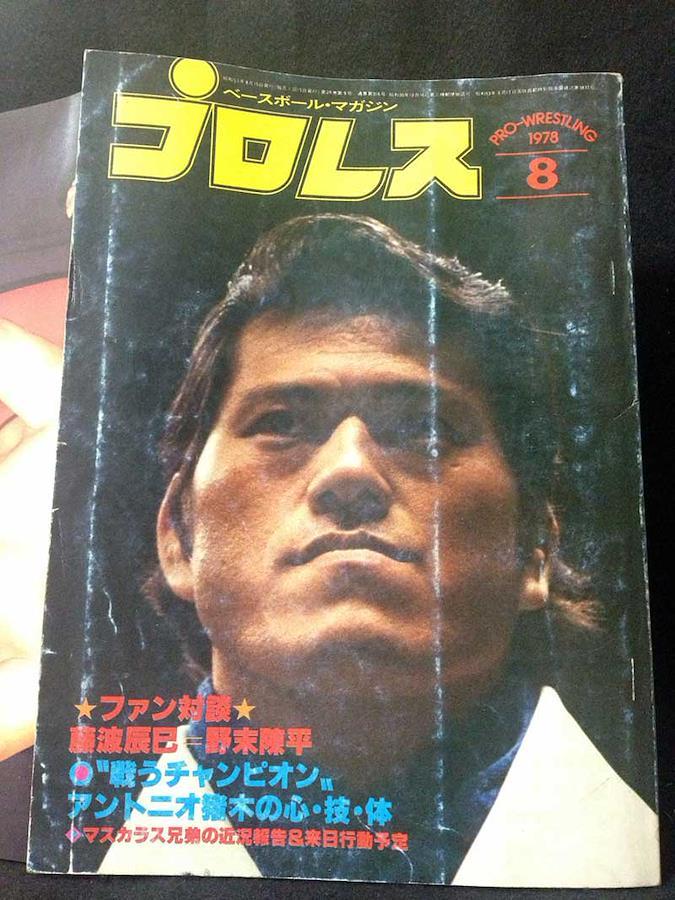 ベースボール・マガジン
プロレス
PRO-WRESTLING
1978
8
★ファン対談★
藤波辰巳=野末陳平
●〝戦うチャンピオン〟
アントニオ猪木の心・技・体
◆マスカラス兄弟の近況報告&来日行動予定